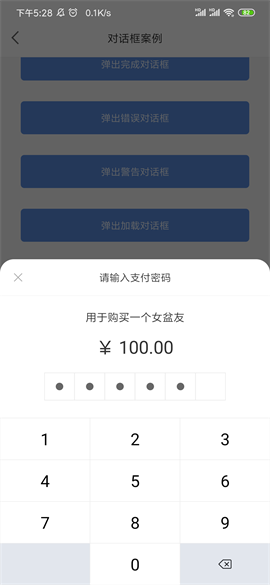 下午5:28 0.1K/s 82
对话框案例
弹出完成对话框
弹出错误对话框
弹出警告对话框
弹出加载对话框
请输入支付密码
用于购买一个女盆友
¥ 100.00
1 2 3
4 5 6
7 8 9
0